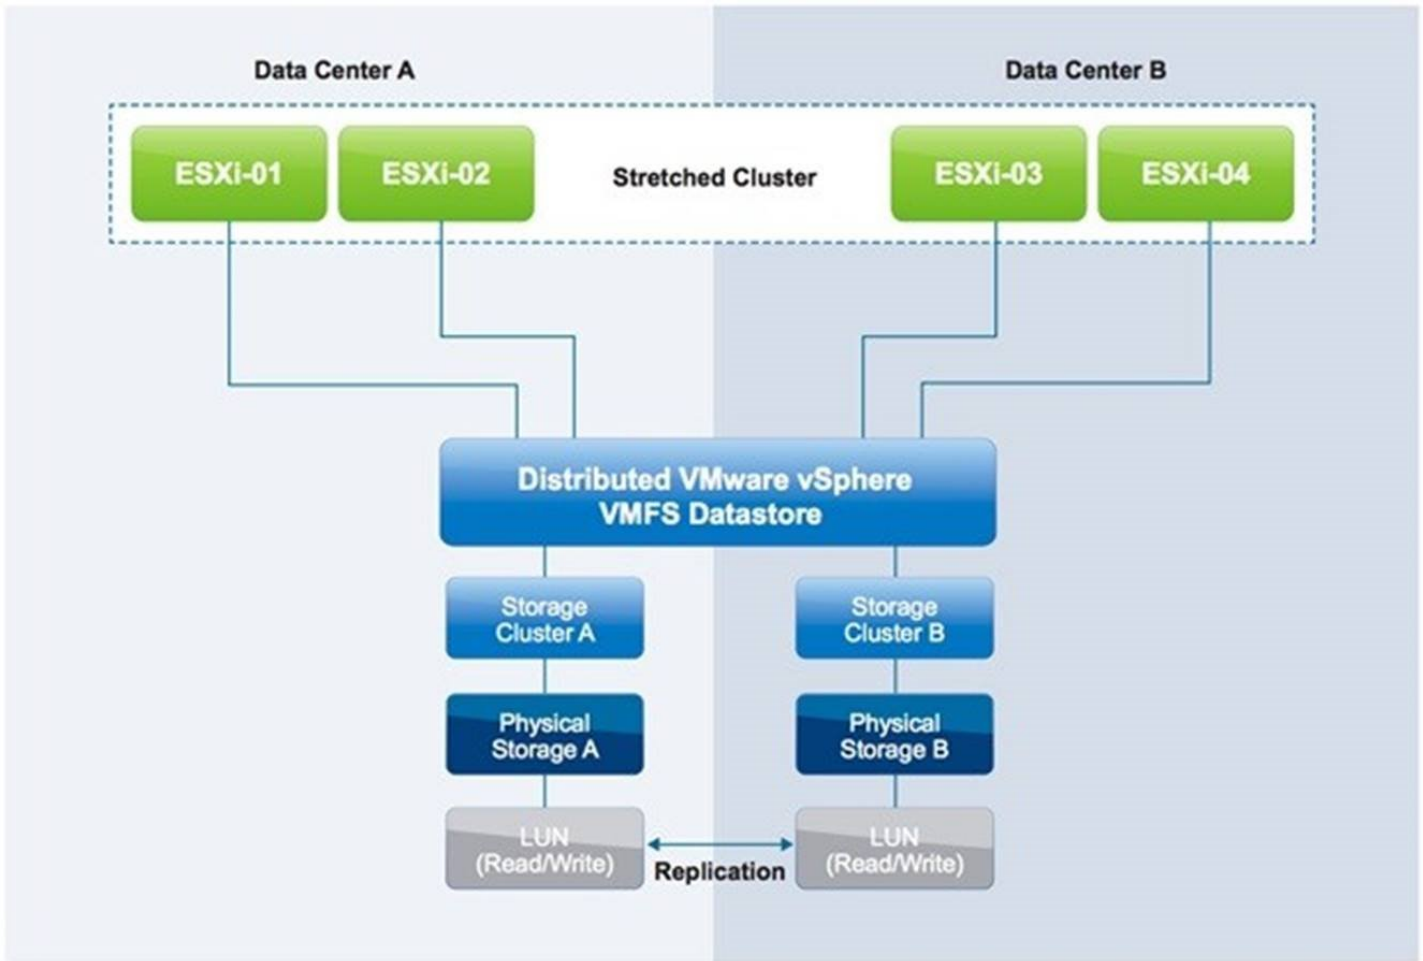 Data Center A
Data Center B
ESXi-01
ESXi-02
Stretched Cluster
ESXi-03
ESXi-04
Distributed VMware vSphere
VMFS Datastore
Storage
Cluster A
Storage
Cluster B
Physical
Storage A
Physical
Storage B
LUN
(Read/Write)
Replication
LUN
(Read/Write)